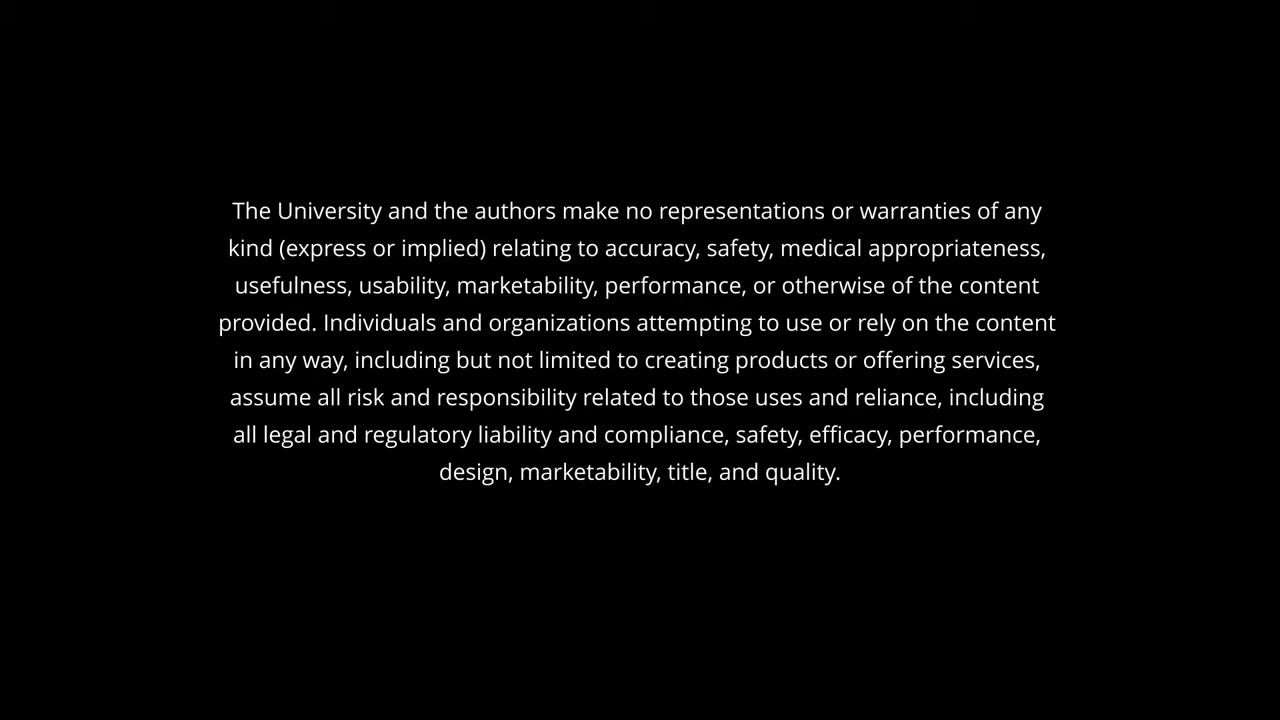 The University and the authors make no representations or warranties of any
kind (express or implied) relating to accuracy, safety, medical appropriateness,
usefulness, usability, marketability, performance, or otherwise of the content
provided. Individuals and organizations attempting to use or rely on the content
in any way, including but not limited to creating products or offering services,
assume all risk and responsibility related to those uses and reliance, including
all legal and regulatory liability and compliance, safety, efficacy, performance,
design, marketability, title, and quality.